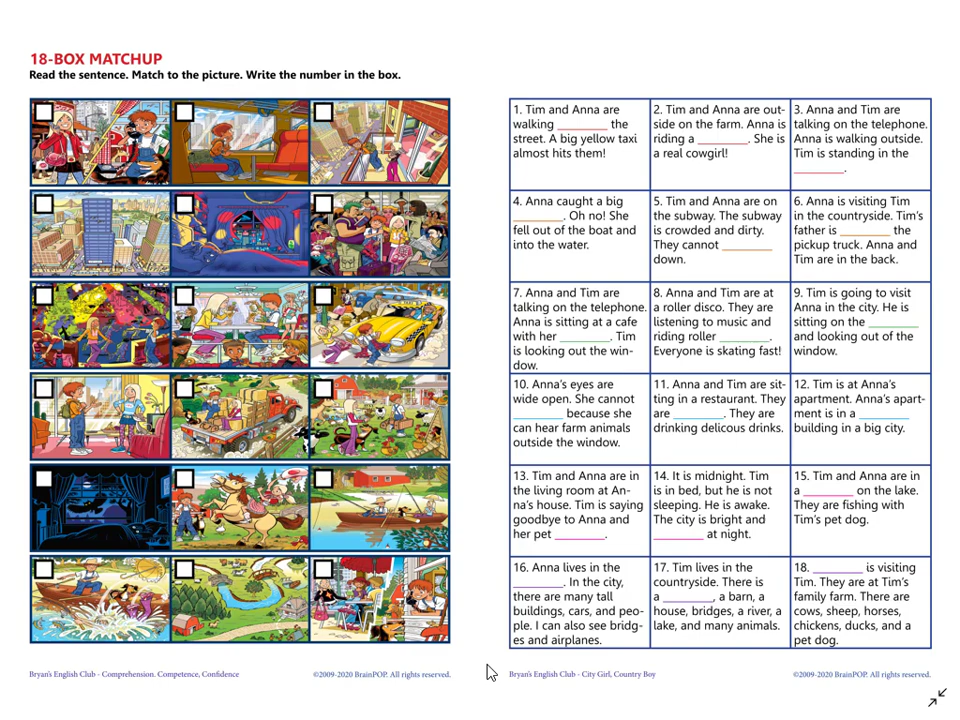 18-BOX MATCHUP
Read the sentence. Match to the picture. Write the number in the box.
1. Tim and Anna are
walking ________ the
street. A big yellow taxi
almost hits them!
2. Tim and Anna are out-
side on the farm. Anna is
riding a ________. She is
a real cowgirl!
3. Anna and Tim are
talking on the telephone.
Anna is walking outside.
Tim is standing in the
________.
4. Anna caught a big
________. Oh no! She
fell out of the boat and
into the water.
5. Tim and Anna are on
the subway. The subway
is crowded and dirty.
They cannot ________
down.
6. Anna is visiting Tim
in the countryside. Tim's
father is ________ the
pickup truck. Anna and
Tim are in the back.
7. Anna and Tim are
talking on the telephone.
Anna is sitting at a cafe
with her ________. Tim
is looking out the win-
dow.
8. Anna and Tim are at
a roller disco. They are
listening to music and
riding roller ________.
Everyone is skating fast!
9. Tim is going to visit
Anna in the city. He is
sitting on the ________
and looking out of the
window.
10. Anna's eyes are
wide open. She cannot
________ because she
can hear farm animals
outside the window.
11. Anna and Tim are sit-
ting in a restaurant. They
are ________. They are
drinking delicous drinks.
12. Tim is at Anna's
apartment. Anna's apart-
ment is in a ________
building in a big city.
13. Tim and Anna are in
the living room at An-
na's house. Tim is saying
goodbye to Anna and
her pet ________.
14. It is midnight. Tim
is in bed, but he is not
sleeping. He is awake.
The city is bright and
________ at night.
15. Tim and Anna are in
a ________ on the lake.
They are fishing with
Tim's pet dog.
16. Anna lives in the
________. In the city,
there are many tall
buildings, cars, and peo-
ple. I can also see bridg-
es and airplanes.
17. Tim lives in the
countryside. There is
a ________, a barn, a
house, bridges, a river, a
lake, and many animals.
18. ________ is visiting
Tim. They are at Tim's
family farm. There are
cows, sheep, horses,
chickens, ducks, and a
pet dog.
Bryan's English Club - Comprehension. Competence, Confidence
©2009-2020 BrainPOP. All rights reserved.
Bryan's English Club - City Girl, Country Boy
©2009-2020 BrainPOP. All rights reserved.